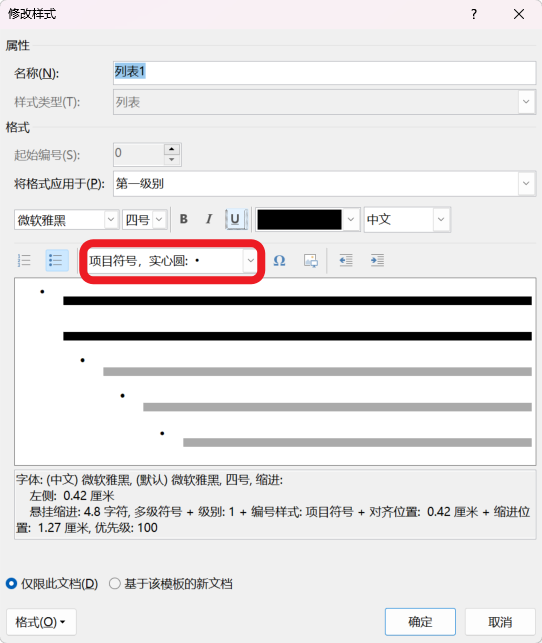 修改样式
属性
名称(N): 列表1
样式类型(T): 列表
格式
起始编号(S): 0
将格式应用于(P): 第一级别
微软雅黑 四号 B I U 中文
项目符号，实心圆: • Ω
字体: (中文) 微软雅黑, (默认) 微软雅黑, 四号, 缩进:
左侧: 0.42 厘米
悬挂缩进: 4.8 字符, 多级符号 + 级别: 1 + 编号样式: 项目符号 + 对齐位置: 0.42 厘米 + 缩进位
置: 1.27 厘米, 优先级: 100
仅限此文档(D) 基于该模板的新文档
格式(O) 确定 取消